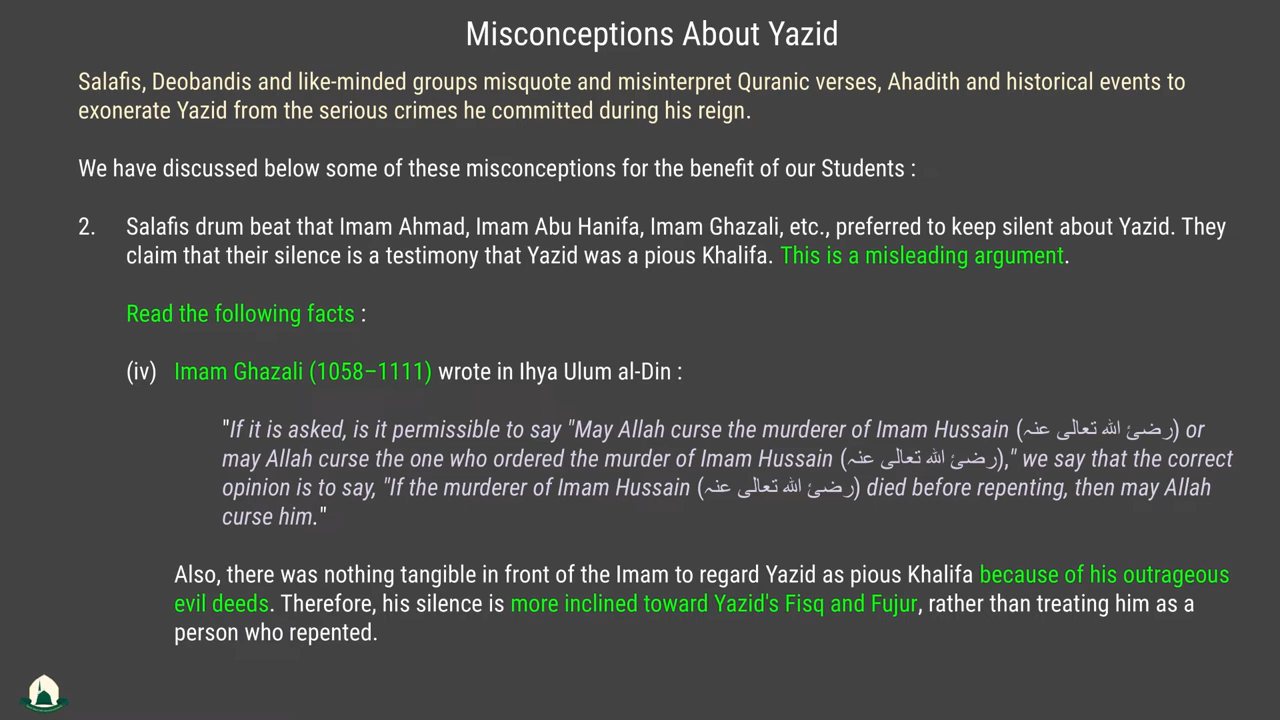 Misconceptions About Yazid
Salafis, Deobandis and like-minded groups misquote and misinterpret Quranic verses, Ahadith and historical events to
exonerate Yazid from the serious crimes he committed during his reign.
We have discussed below some of these misconceptions for the benefit of our Students :
2. Salafis drum beat that Imam Ahmad, Imam Abu Hanifa, Imam Ghazali, etc., preferred to keep silent about Yazid. They
claim that their silence is a testimony that Yazid was a pious Khalifa. This is a misleading argument.
Read the following facts :
(iv) Imam Ghazali (1058–1111) wrote in Ihya Ulum al-Din :
"If it is asked, is it permissible to say "May Allah curse the murderer of Imam Hussain (رضئ الله تعالى عنہ) or
may Allah curse the one who ordered the murder of Imam Hussain (رضئ الله تعالى عنہ)," we say that the correct
opinion is to say, "If the murderer of Imam Hussain (رضئ الله تعالى عنہ) died before repenting, then may Allah
curse him."
Also, there was nothing tangible in front of the Imam to regard Yazid as pious Khalifa because of his outrageous
evil deeds. Therefore, his silence is more inclined toward Yazid's Fisq and Fujur, rather than treating him as a
person who repented.